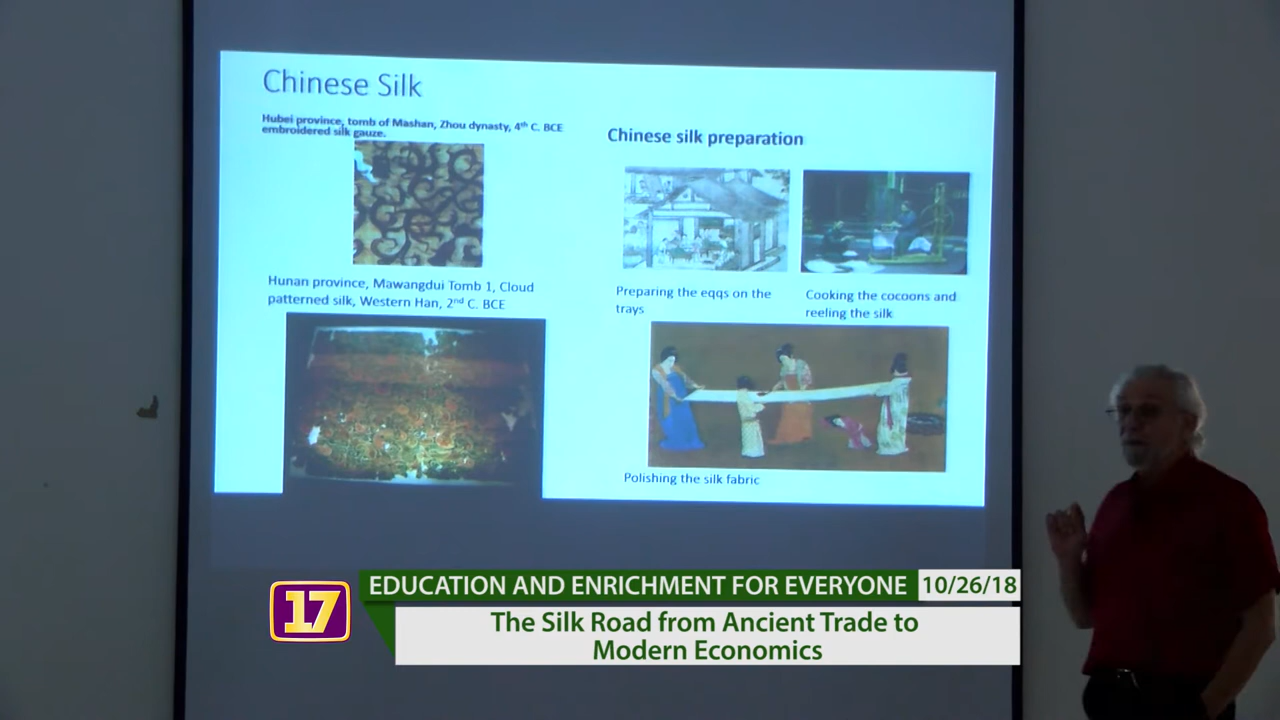 Chinese Silk
Hubei province, tomb of Mashan, Zhou dynasty, 4th C. BCE
embroidered silk gauze.
Hunan province, Mawangdui Tomb 1, Cloud
patterned silk, Western Han, 2nd C. BCE
Chinese silk preparation
Preparing the eqqs on the
trays
Cooking the cocoons and
reeling the silk
Polishing the silk fabric
17
EDUCATION AND ENRICHMENT FOR EVERYONE
10/26/18
The Silk Road from Ancient Trade to
Modern Economics